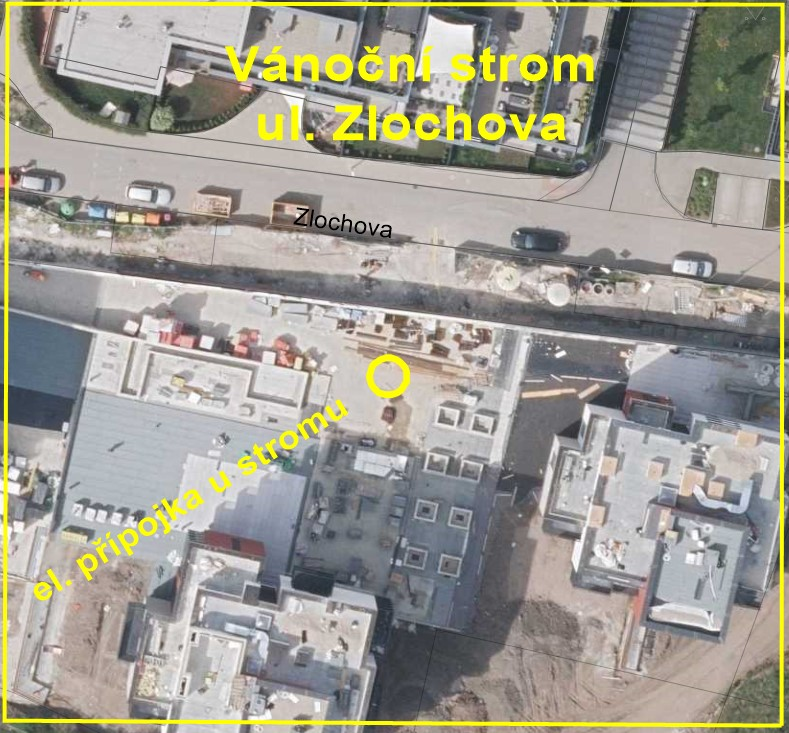 Vánoční strom
ul. Zlochova
Zlochova
el. přípojka u stromu